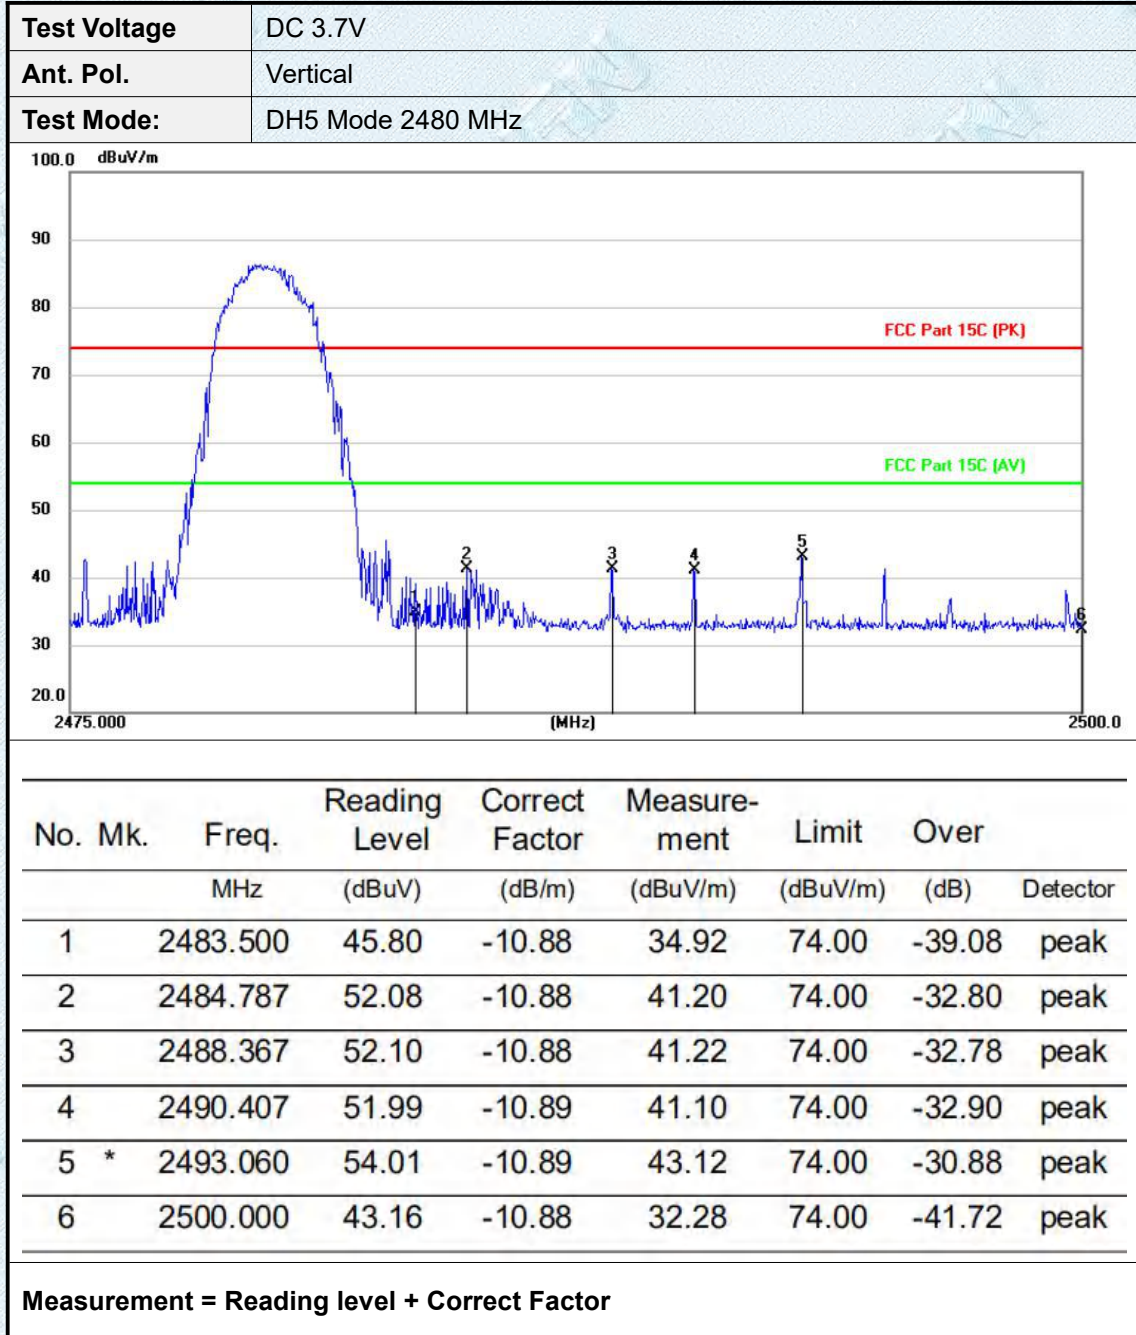 Test Voltage DC 3.7V
Ant. Pol. Vertical
Test Mode: DH5 Mode 2480 MHz
100.0 dBuV/m
90
80
FCC Part 15C (PK)
70
60
FCC Part 15C (AV)
50
40
30
20.0
1 2 3 4 5 6
2475.000 (MHz) 2500.0
No. Mk. Freq. Reading Level Correct Factor Measure-ment Limit Over
MHz (dBuV) (dB/m) (dBuV/m) (dBuV/m) (dB) Detector
1 2483.500 45.80 -10.88 34.92 74.00 -39.08 peak
2 2484.787 52.08 -10.88 41.20 74.00 -32.80 peak
3 2488.367 52.10 -10.88 41.22 74.00 -32.78 peak
4 2490.407 51.99 -10.89 41.10 74.00 -32.90 peak
5 * 2493.060 54.01 -10.89 43.12 74.00 -30.88 peak
6 2500.000 43.16 -10.88 32.28 74.00 -41.72 peak
Measurement = Reading level + Correct Factor